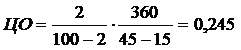 ЦО = 2/(100 − 2) · 360/(45 − 15) = 0,245